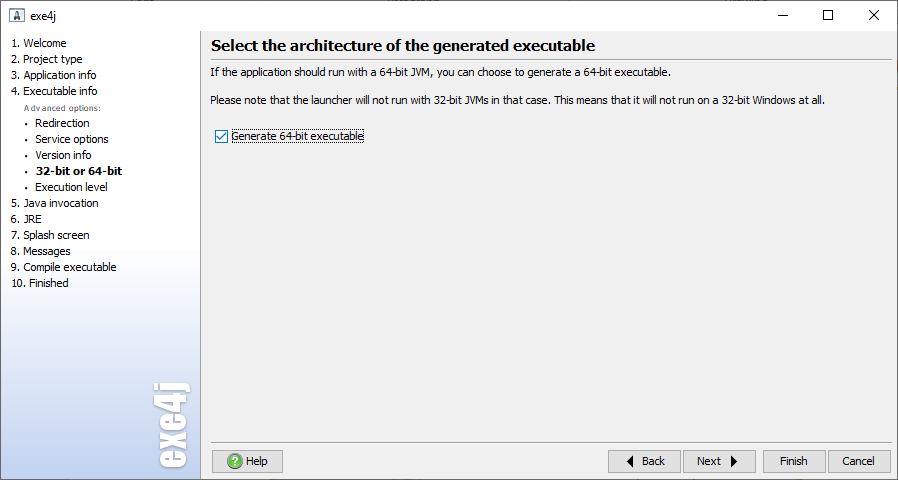 exe4j
1. Welcome
2. Project type
3. Application info
4. Executable info
Advanced options:
Redirection
Service options
Version info
32-bit or 64-bit
Execution level
5. Java invocation
6. JRE
7. Splash screen
8. Messages
9. Compile executable
10. Finished
exe4j
Select the architecture of the generated executable
If the application should run with a 64-bit JVM, you can choose to generate a 64-bit executable.
Please note that the launcher will not run with 32-bit JVMs in that case. This means that it will not run on a 32-bit Windows at all.
Generate 64-bit executable
Help
Back
Next
Finish
Cancel